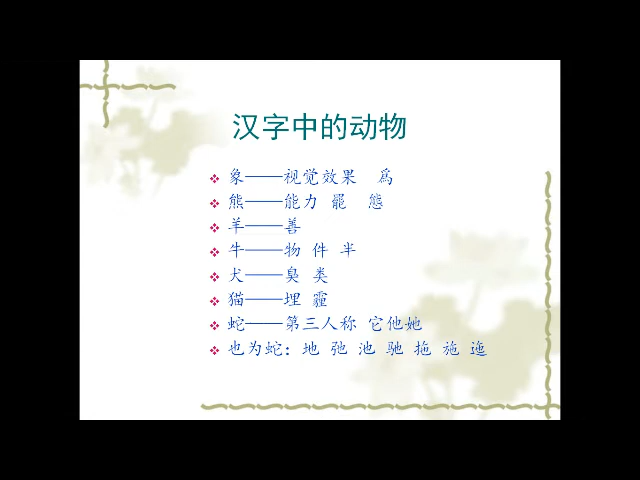 汉字中的动物
象——视觉效果 為
熊——能力 罷 態
羊——善
牛——物 件 半
犬——臭 类
猫——埋 霾
蛇——第三人称 它他她
也为蛇：地 弛 池 驰 拖 施 迤